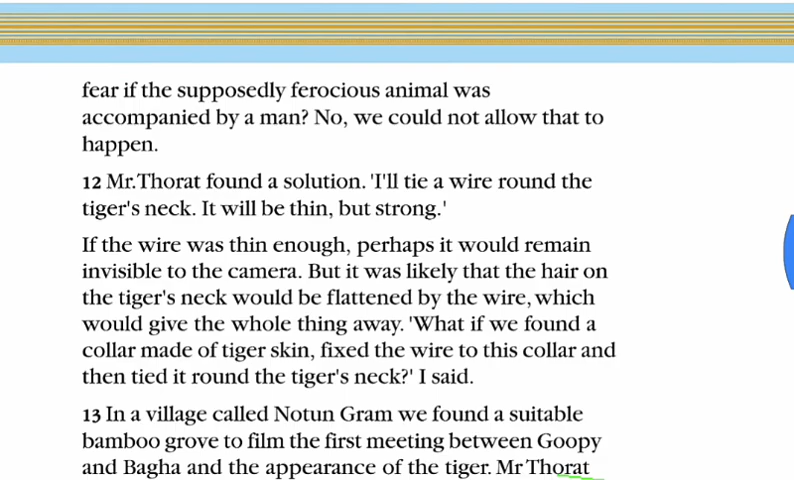 fear if the supposedly ferocious animal was
accompanied by a man? No, we could not allow that to
happen.
12 Mr.Thorat found a solution. 'I'll tie a wire round the
tiger's neck. It will be thin, but strong.'
If the wire was thin enough, perhaps it would remain
invisible to the camera. But it was likely that the hair on
the tiger's neck would be flattened by the wire, which
would give the whole thing away. 'What if we found a
collar made of tiger skin, fixed the wire to this collar and
then tied it round the tiger's neck?' I said.
13 In a village called Notun Gram we found a suitable
bamboo grove to film the first meeting between Goopy
and Bagha and the appearance of the tiger. Mr Thorat